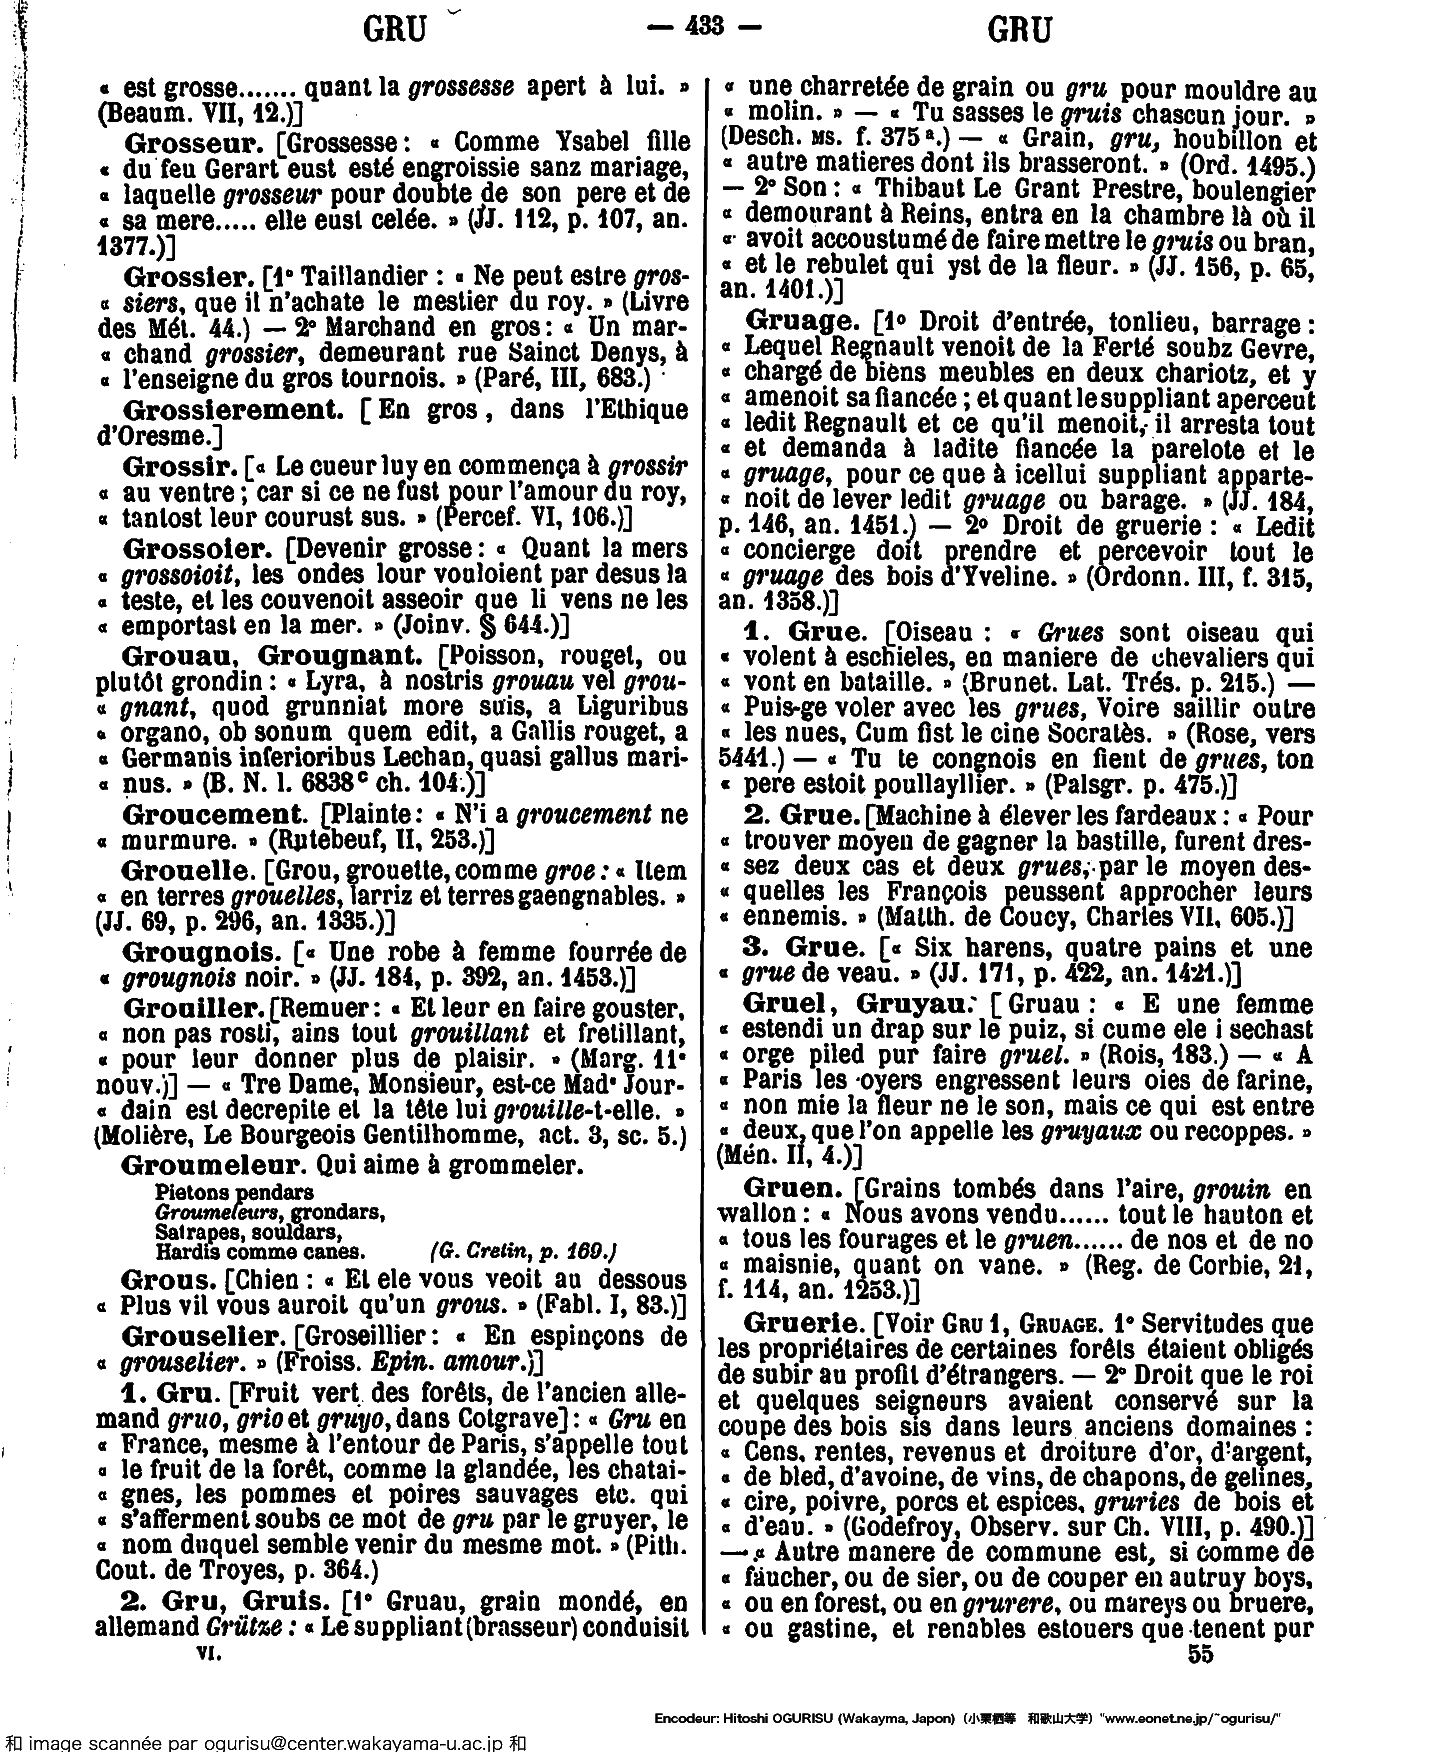 GRU — 433 — GRU
« est grosse....... quant la grossesse apert à lui. »
(Beaum. VII, 12.)]
Grosseur. [Grossesse : « Comme Ysabel fille
« du feu Gerart eust esté engroissie sanz mariage,
« laquelle grosseur pour doubte de son pere et de
« sa mere..... elle eust celée. » (JJ. 112, p. 107, an.
1377.)]
Grossier. [1° Taillandier : « Ne peut estre gros-
« siers, que il n'achate le mestier du roy. » (Livre
des Mét. 44.) — 2° Marchand en gros : « Un mar-
« chand grossier, demeurant rue Sainct Denys, à
« l'enseigne du gros tournois. » (Paré, III, 683.)
Grossierement. [En gros, dans l'Ethique
d'Oresme.]
Grossir. [« Le cueur luy en commença à grossir
« au ventre ; car si ce ne fust pour l'amour du roy,
« tantost leur courust sus. » (Percef. VI, 106.)]
Grossoier. [Devenir grosse : « Quant la mers
« grossoioit, les ondes lour vouloient par desus la
« teste, et les couvenoit asseoir que li vens ne les
« emportast en la mer. » (Joinv. § 644.)]
Grouau, Grougnant. [Poisson, rouget, ou
plutôt grondin : « Lyra, à nostris grouau vel grou-
« gnant, quod grunniat more suis, a Liguribus
« organo, ob sonum quem edit, a Gallis rouget, a
« Germanis inferioribus Lechan, quasi gallus mari-
« nus. » (B. N. l. 6838 c ch. 104.)]
Groucement. [Plainte : « N'i a groucement ne
« murmure. » (Rutebeuf, II, 253.)]
Grouelle. [Grou, grouette, comme groe : « Item
« en terres grouelles, larriz et terres gaengnables. »
(JJ. 69, p. 296, an. 1335.)]
Grougnois. [« Une robe à femme fourrée de
« grougnois noir. » (JJ. 184, p. 392, an. 1453.)]
Grouiller. [Remuer : « Et leur en faire gouster,
« non pas rosti, ains tout grouillant et fretillant,
« pour leur donner plus de plaisir. » (Marg. 11e
nouv.)] — « Tre Dame, Monsieur, est-ce Made Jour-
« dain est decrepite et la tête lui grouille-t-elle. »
(Molière, Le Bourgeois Gentilhomme, act. 3, sc. 5.)
Groumeleur. Qui aime à grommeler.
Pietons pendars
Groumeleurs, grondars,
Satrapes, souldars,
Hardis comme canes. (G. Cretin, p. 169.)
Grous. [Chien : « Et ele vous veoit au dessous
« Plus vil vous auroit qu'un grous. » (Fabl. I, 83.)]
Grouselier. [Groseillier : « En espinçons de
« grouselier. » (Froiss. Epin. amour.)]
1. Gru. [Fruit vert des forêts, de l'ancien alle-
mand gruo, grio et gruyo, dans Cotgrave] : « Gru en
« France, mesme à l'entour de Paris, s'appelle tout
« le fruit de la forêt, comme la glandée, les chatai-
« gnes, les pommes et poires sauvages etc. qui
« s'afferment soubs ce mot de gru par le gruyer, le
« nom duquel semble venir du mesme mot. » (Pith.
Cout. de Troyes, p. 364.)
2. Gru, Gruis. [1° Gruau, grain mondé, en
allemand Grütze : « Le suppliant (brasseur) conduisit
VI.
« une charretée de grain ou gru pour mouldre au
« molin. » — « Tu sasses le gruis chascun jour. »
(Desch. MS. f. 375 a.) — « Grain, gru, houbillon et
« autre matieres dont ils brasseront. » (Ord. 1495.)
— 2° Son : « Thibaut Le Grant Prestre, boulengier
« demourant à Reins, entra en la chambre là où il
« avoit accoustumé de faire mettre le gruis ou bran,
« et le rebulet qui yst de la fleur. » (JJ. 156, p. 65,
an. 1401.)]
Gruage. [1° Droit d'entrée, tonlieu, barrage :
« Lequel Regnault venoit de la Ferté soubz Gevre,
« chargé de biens meubles en deux chariotz, et y
« amenoit sa fiancée ; et quant le suppliant aperceut
« ledit Regnault et ce qu'il menoit, il arresta tout
« et demanda à ladite fiancée la parelote et le
« gruage, pour ce que à icellui suppliant apparte-
« noit de lever ledit gruage ou barage. » (JJ. 184,
p. 146, an. 1451.) — 2° Droit de gruerie : « Ledit
« concierge doit prendre et percevoir tout le
« gruage des bois d'Yveline. » (Ordonn. III, f. 315,
an. 1358.)]
1. Grue. [Oiseau : « Grues sont oiseau qui
« volent à eschieles, en maniere de chevaliers qui
« vont en bataille. » (Brunet. Lat. Trés. p. 215.) —
« Puis-ge voler avec les grues, Voire saillir outre
« les nues, Cum fist le cine Socratès. » (Rose, vers
5441.) — « Tu te congnois en fient de grues, ton
« pere estoit poullayllier. » (Palsgr. p. 475.)]
2. Grue. [Machine à élever les fardeaux : « Pour
« trouver moyen de gagner la bastille, furent dres-
« sez deux cas et deux grues, par le moyen des-
« quelles les François peussent approcher leurs
« ennemis. » (Matth. de Coucy, Charles VII, 605.)]
3. Grue. [« Six harens, quatre pains et une
« grue de veau. » (JJ. 171, p. 422, an. 1421.)]
Gruel, Gruyau. [Gruau : « E une femme
« estendi un drap sur le puiz, si cume ele i sechast
« orge piled pur faire gruel. » (Rois, 183.) — « A
« Paris les oyers engressent leurs oies de farine,
« non mie la fleur ne le son, mais ce qui est entre
« deux, que l'on appelle les gruyaux ou recoppes. »
(Mén. II, 4.)]
Gruen. [Grains tombés dans l'aire, grouin en
wallon : « Nous avons vendu...... tout le hauton et
« tous les fourages et le gruen...... de nos et de no
« maisnie, quant on vane. » (Reg. de Corbie, 21,
f. 114, an. 1253.)]
Gruerie. [Voir GRU 1, GRUAGE. 1° Servitudes que
les propriétaires de certaines forêts étaient obligés
de subir au profit d'étrangers. — 2° Droit que le roi
et quelques seigneurs avaient conservé sur la
coupe des bois sis dans leurs anciens domaines :
« Cens, rentes, revenus et droiture d'or, d'argent,
« de bled, d'avoine, de vins, de chapons, de gelines,
« cire, poivre, porcs et espices, gruries de bois et
« d'eau. » (Godefroy, Observ. sur Ch. VIII, p. 490.)]
— « Autre manere de commune est, si comme de
« faucher, ou de sier, ou de couper en autruy boys,
« ou en forest, ou en grurere, ou mareys ou bruere,
« ou gastine, et renables estouers que tenent pur
55
Encodeur: Hitoshi OGURISU (Wakayma, Japon) (小栗栖等 和歌山大学) "www.eonet.ne.jp/~ogurisu/"
和 image scannée par ogurisu@center.wakayama-u.ac.jp 和